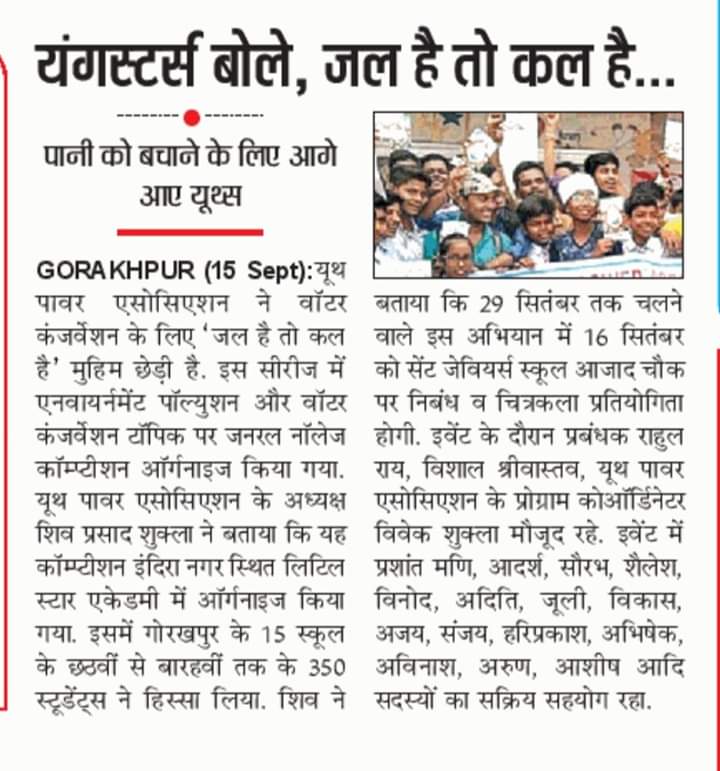 यंगस्टर्स बोले, जल है तो कल है...
पानी को बचाने के लिए आगे
आए यूथ्स
GORAKHPUR (15 Sept):यूथ
पावर एसोसिएशन ने वॉटर
कंजर्वेशन के लिए ‘जल है तो कल
है’ मुहिम छेड़ी है. इस सीरीज में
एनवायर्नमेंट पॉल्युशन और वॉटर
कंजर्वेशन टॉपिक पर जनरल नॉलेज
कॉम्प्टीशन ऑर्गनाइज किया गया.
यूथ पावर एसोसिएशन के अध्यक्ष
शिव प्रसाद शुक्ला ने बताया कि यह
कॉम्प्टीशन इंदिरा नगर स्थित लिटिल
स्टार एकेडमी में ऑर्गनाइज किया
गया. इसमें गोरखपुर के 15 स्कूल
के छठवीं से बारहवीं तक के 350
स्टूडेंट्स ने हिस्सा लिया. शिव ने
बताया कि 29 सितंबर तक चलने
वाले इस अभियान में 16 सितंबर
को सेंट जेवियर्स स्कूल आजाद चौक
पर निबंध व चित्रकला प्रतियोगिता
होगी. इवेंट के दौरान प्रबंधक राहुल
राय, विशाल श्रीवास्तव, यूथ पावर
एसोसिएशन के प्रोग्राम कोऑर्डिनेटर
विवेक शुक्ला मौजूद रहे. इवेंट में
प्रशांत मणि, आदर्श, सौरभ, शैलेश,
विनोद, अदिति, जूली, विकास,
अजय, संजय, हरिप्रकाश, अभिषेक,
अविनाश, अरुण, आशीष आदि
सदस्यों का सक्रिय सहयोग रहा.